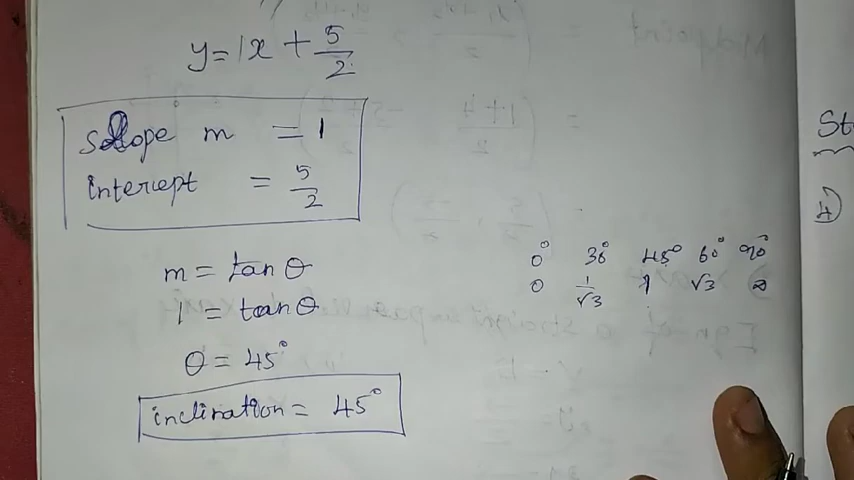 y = 1x + 5/2
Slope m = 1
intercept = 5/2
m = tan θ
1 = tan θ
θ = 45°
inclination = 45°
0° 30° 45° 60° 90°
0 1/√3 1 √3 ∞
St
4)